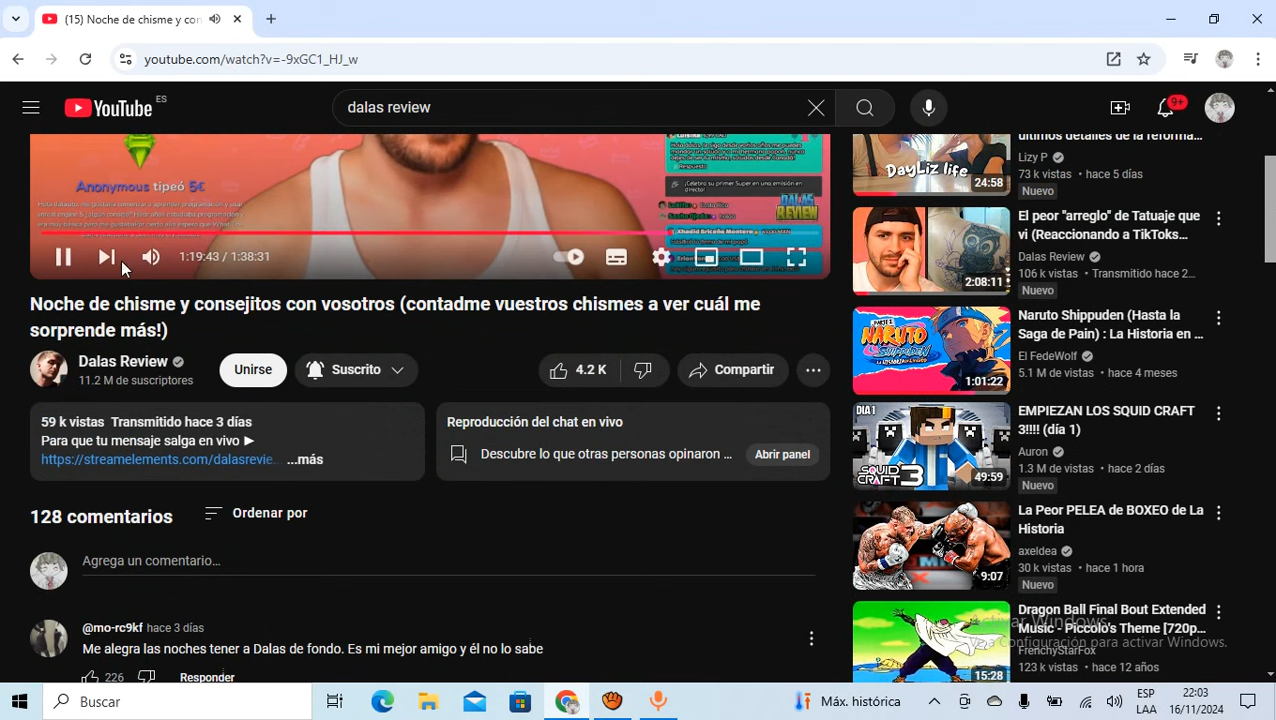 (15) Noche de chisme y con
youtube.com/watch?v=-9xGC1_HJ_w
YouTube ES
dalas review
9+
Anonymous tipeó 5€
DALAS REVIEW
1:19:43 / 1:38:31
Noche de chisme y consejitos con vosotros (contadme vuestros chismes a ver cuál me
sorprende más!)
Dalas Review
11.2 M de suscriptores
Unirse
Suscrito
4.2 K
Compartir
59 k vistas Transmitido hace 3 días
Para que tu mensaje salga en vivo ►
https://streamelements.com/dalasrevie... ...más
Reproducción del chat en vivo
Descubre lo que otras personas opinaron ...
Abrir panel
128 comentarios
Ordenar por
Agrega un comentario...
@mo-rc9kf hace 3 días
Me alegra las noches tener a Dalas de fondo. Es mi mejor amigo y él no lo sabe
226
Responder
DAYLiz life
24:58
últimos detalles de la reforma...
Lizy P
73 k vistas • hace 5 días
Nuevo
2:08:11
El peor "arreglo" de tatuaje que
vi (Reaccionando a TikToks...
Dalas Review
106 k vistas • Transmitido hace 2...
Nuevo
NARUTO
SHIPPUDEN
1:01:22
Naruto Shippuden (Hasta la
Saga de Pain) : La Historia en ...
El FedeWolf
5.1 M de vistas • hace 4 meses
DIA 1
SQUID
CRAFT 3
49:59
EMPIEZAN LOS SQUID CRAFT
3!!!! (día 1)
Auron
1.3 M de vistas • hace 2 días
Nuevo
9:07
La Peor PELEA de BOXEO de La
Historia
axeldea
30 k vistas • hace 1 hora
Nuevo
15:28
Dragon Ball Final Bout Extended
Music - Piccolo's Theme [720p...
FrenchyStarFox
123 k vistas • hace 12 años
Activar Windows
Ve a Configuración para activar Windows.
Buscar
Máx. histórico
ESP
LAA
22:03
16/11/2024